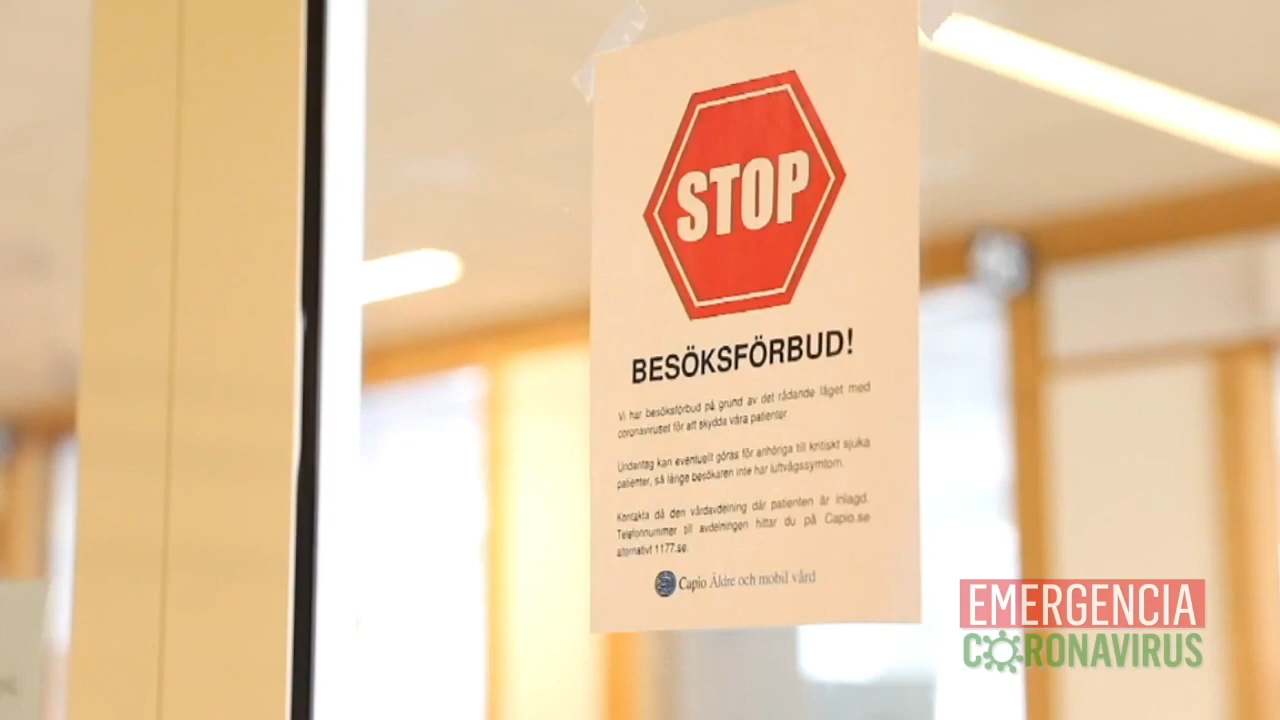 STOP
BESÖKSFÖRBUD!
Vi har besöksförbud på grund av det rådande läget med
coronaviruset för att skydda våra patienter.
Undantag kan eventuellt göras för anhöriga till kritiskt sjuka
patienter, så länge besökaren inte har luftvägssymtom.
Kontakta då den vårdavdelning där patienten är inlagd.
Telefonnummer till avdelningen hittar du på Capio.se
alternativt 1177.se.
Capio Äldre och mobil vård
EMERGENCIA
CORONAVIRUS